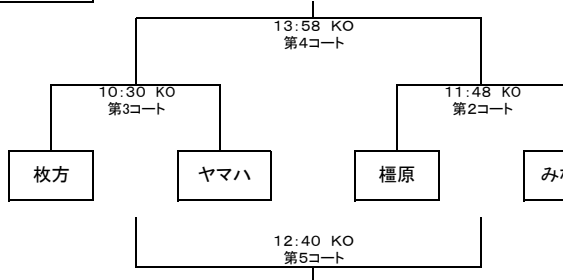 13:58 KO
第4コート
10:30 KO
第3コート
11:48 KO
第2コート
枚方
ヤマハ
橿原
み
12:40 KO
第5コート